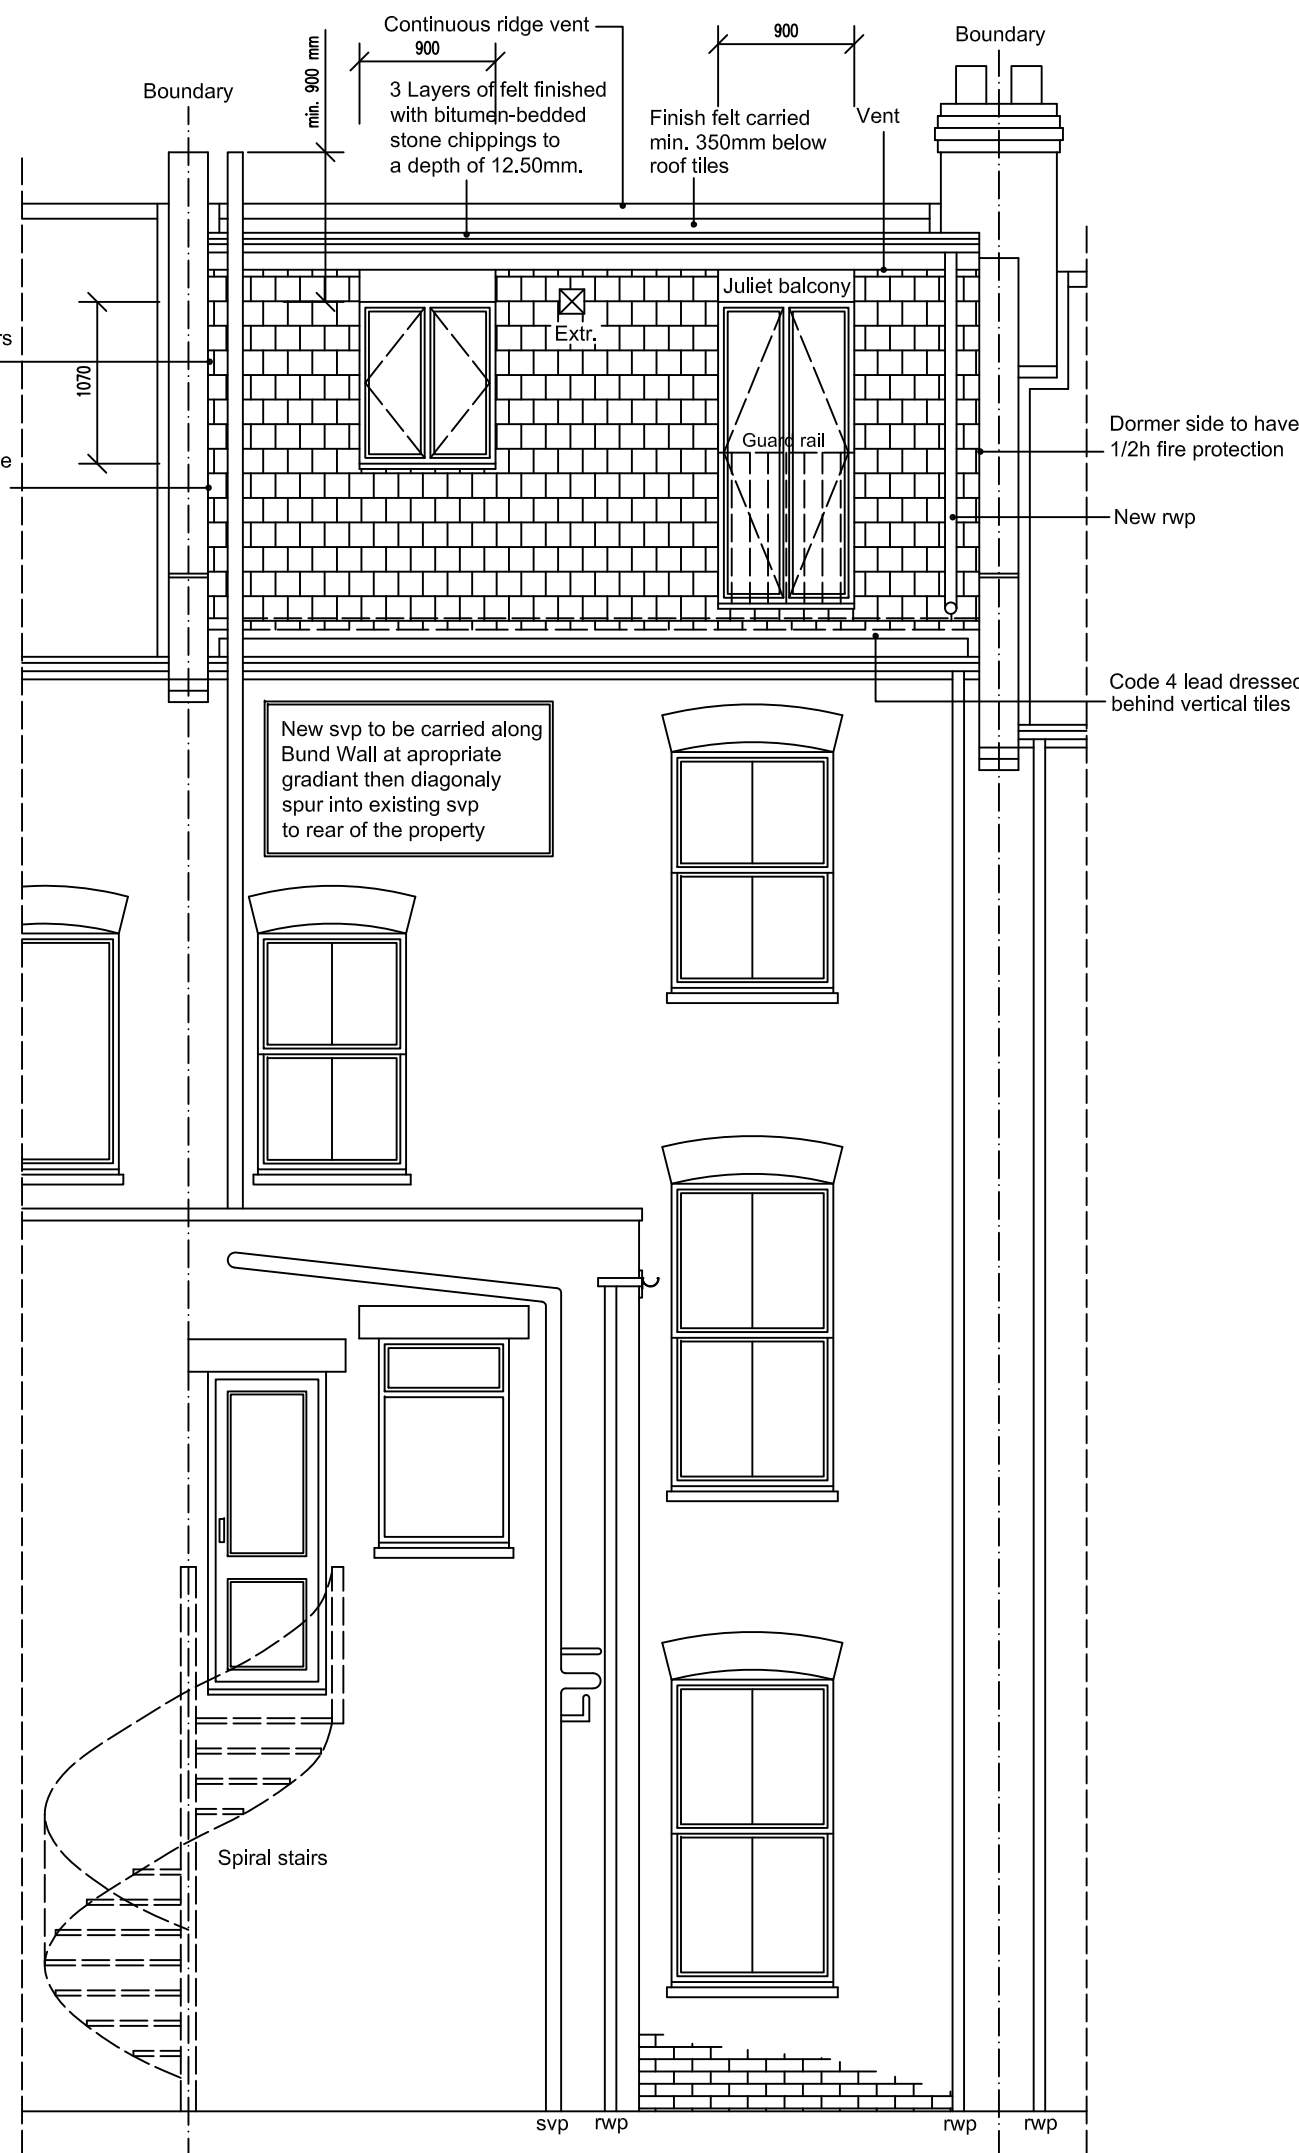 Continuous ridge vent
Boundary
900
900
min. 900 mm
Boundary
3 Layers of felt finished
with bitumen-bedded
stone chippings to
a depth of 12.50mm.
Finish felt carried
min. 350mm below
roof tiles
Vent
Juliet balcony
Extr.
rs
1070
Guard rail
e
Dormer side to have
1/2h fire protection
New rwp
Code 4 lead dressed
behind vertical tiles
New svp to be carried along
Bund Wall at apropriate
gradiant then diagonaly
spur into existing svp
to rear of the property
Spiral stairs
svp
rwp
rwp
rwp